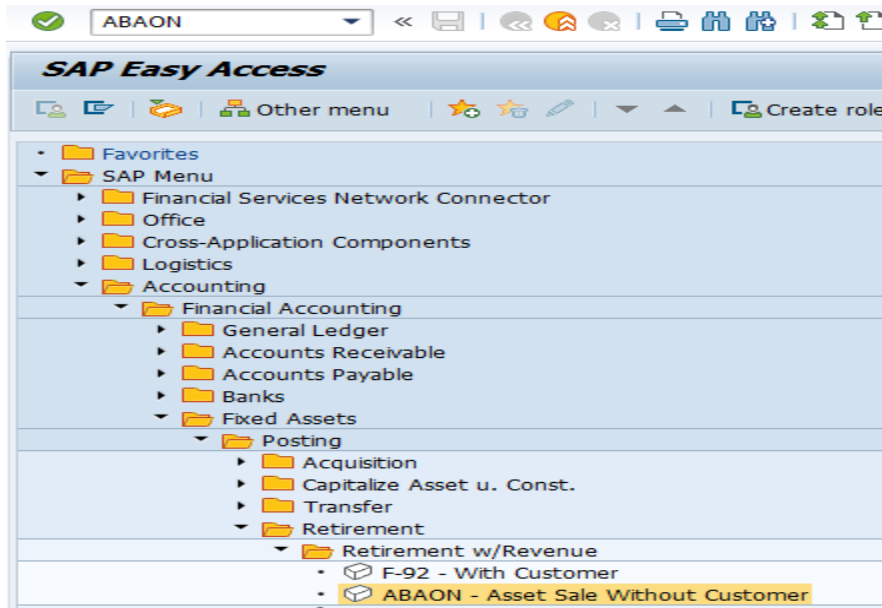 ABAON
SAP Easy Access
Other menu Create role
Favorites
SAP Menu
Financial Services Network Connector
Office
Cross-Application Components
Logistics
Accounting
Financial Accounting
General Ledger
Accounts Receivable
Accounts Payable
Banks
Fixed Assets
Posting
Acquisition
Capitalize Asset u. Const.
Transfer
Retirement
Retirement w/Revenue
F-92 - With Customer
ABAON - Asset Sale Without Customer